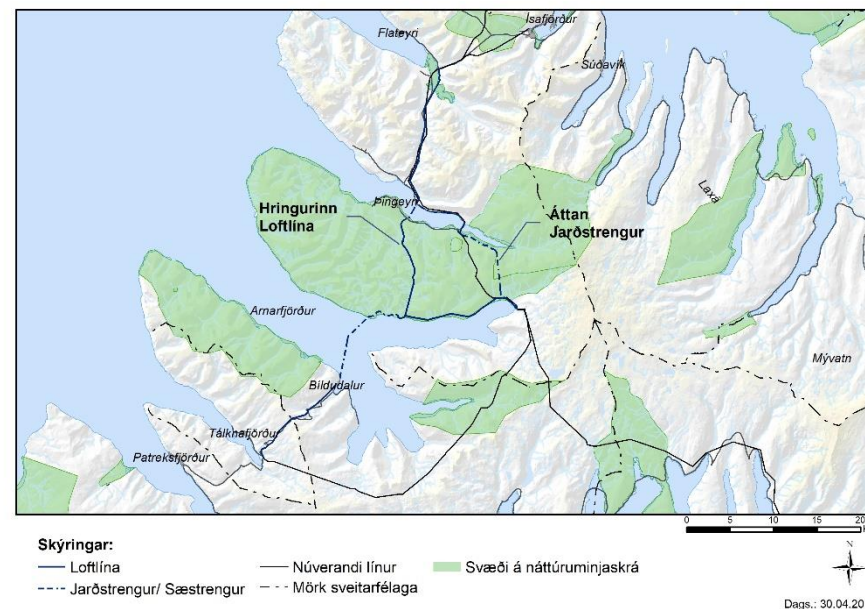 Ísafjörður
Flateyri
Súðavík
Laxá
Þingeyri
Hringurinn
Loftlína
Áttan
Jarðstrengur
Arnarfjörður
Mývatn
Bíldudalur
Tálknafjörður
Patreksfjörður
0 5 10 15 20
Skýringar:
Loftlína
Núverandi línur
Svæði á náttúruminjaskrá
Jarðstrengur/ Sæstrengur
Mörk sveitarfélaga
N
Dags.: 30.04.20